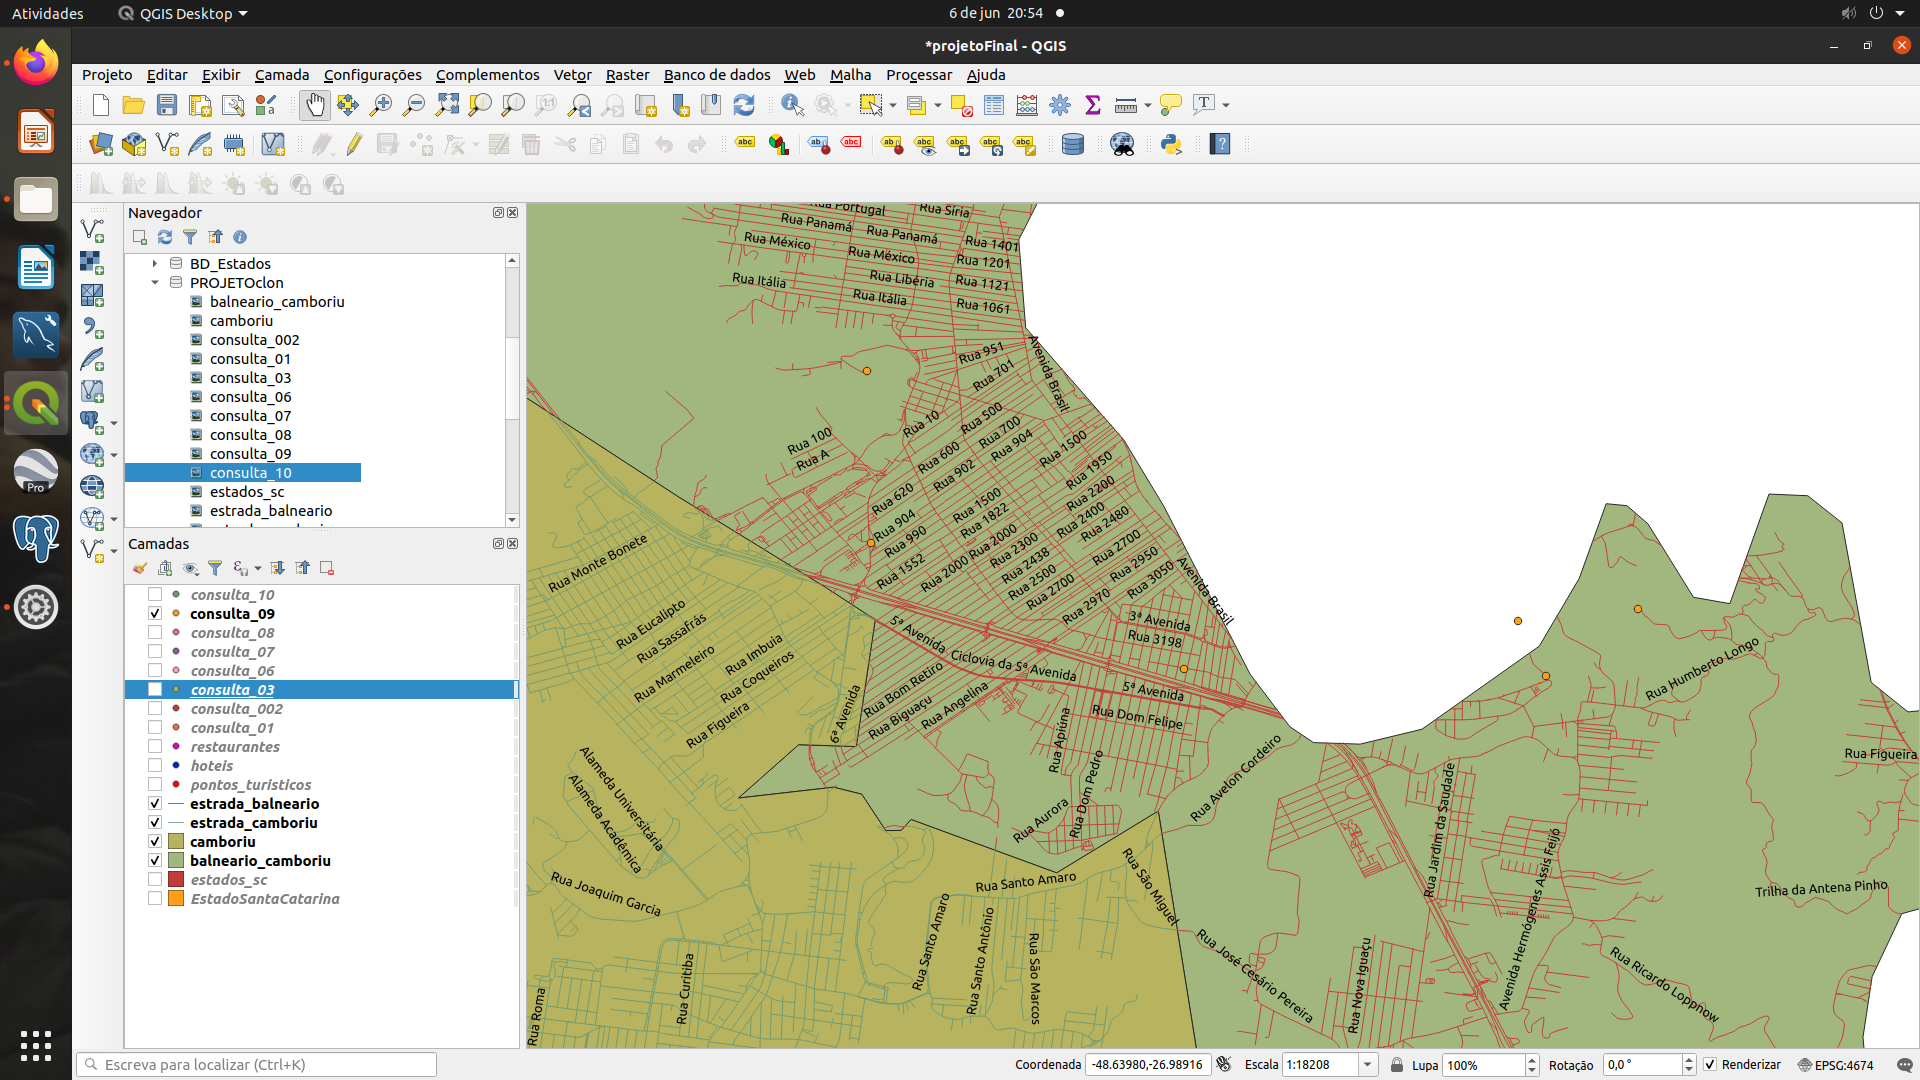 Atividades
QGIS Desktop
6 de jun 20:54
*projetoFinal - QGIS
Projeto Editar Exibir Camada Configurações Complementos Vetor Raster Banco de dados Web Malha Processar Ajuda
Navegador
BD_Estados
PROJETOclon
balneario_camboriu
camboriu
consulta_002
consulta_01
consulta_03
consulta_06
consulta_07
consulta_08
consulta_09
consulta_10
estados_sc
estrada_balneario
Camadas
consulta_10
consulta_09
consulta_08
consulta_07
consulta_06
consulta_03
consulta_002
consulta_01
restaurantes
hoteis
pontos_turisticos
estrada_balneario
estrada_camboriu
camboriu
balneario_camboriu
estados_sc
EstadoSantaCatarina
Pro
Rua Portugal
Rua Síria
Rua Panamá
Rua Panamá
Rua México
Rua 1401
Rua México
Rua 1201
Rua Itália
Rua Libéria
Rua 1121
Rua Itália
Rua 1061
Rua 951
Avenida Brasil
Rua 701
Rua 10
Rua 500
Rua 700
Rua 100
Rua 904
Rua 1500
Rua A
Rua 600
Rua 902
Rua 1950
Rua 620
Rua 2200
Rua 1500
Rua 904
Rua 1822
Rua 2400
Rua 2480
Rua 990
Rua 2000
Rua 2300
Rua 2700
Rua 1552
Rua 2000
Rua 2438
Rua 2950
Rua 2500
Rua 3050
Rua 2700
Rua 2970
Avenida Brasil
Rua Monte Bonete
Rua Eucalipto
Rua Sassafrás
Rua Imbuia
Rua Marmeleiro
Rua Coqueiros
Rua Figueira
6ª Avenida
5ª Avenida
Ciclovia da 5ª Avenida
3ª Avenida
Rua 3198
5ª Avenida
Rua Bom Retiro
Rua Biguaçu
Rua Angelina
Rua Apiúna
Rua Dom Felipe
Rua Dom Pedro
Rua Aurora
Rua Avelon Cordeiro
Rua Humberto Longo
Rua Figueira
Alameda Universitária
Alameda Acadêmica
Rua Joaquim Garcia
Rua Santo Amaro
Rua São Miguel
Rua Santo Amaro
Rua Santo Antônio
Rua São Marcos
Rua Curitiba
Rua Roma
Rua Jardim da Saudade
Avenida Hermógenes Assis Feijó
Trilha da Antena Pinho
Rua José Cesário Pereira
Rua Nova Iguaçu
Rua Ricardo Loppnow
Escreva para localizar (Ctrl+K)
Coordenada -48.63980,-26.98916 Escala 1:18208 Lupa 100% Rotação 0,0 ° Renderizar EPSG:4674